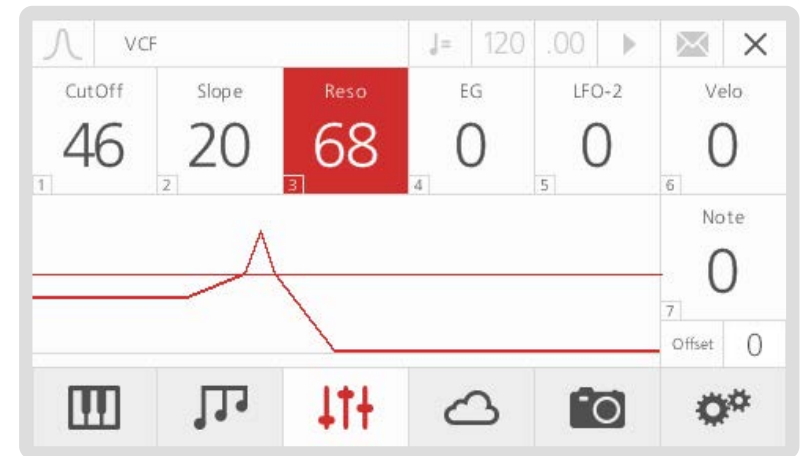 VCF ♩= 120 .00
CutOff Slope Reso EG LFO-2 Velo
46 20 68 0 0 0
1 2 3 4 5 6
Note
0
7
Offset 0